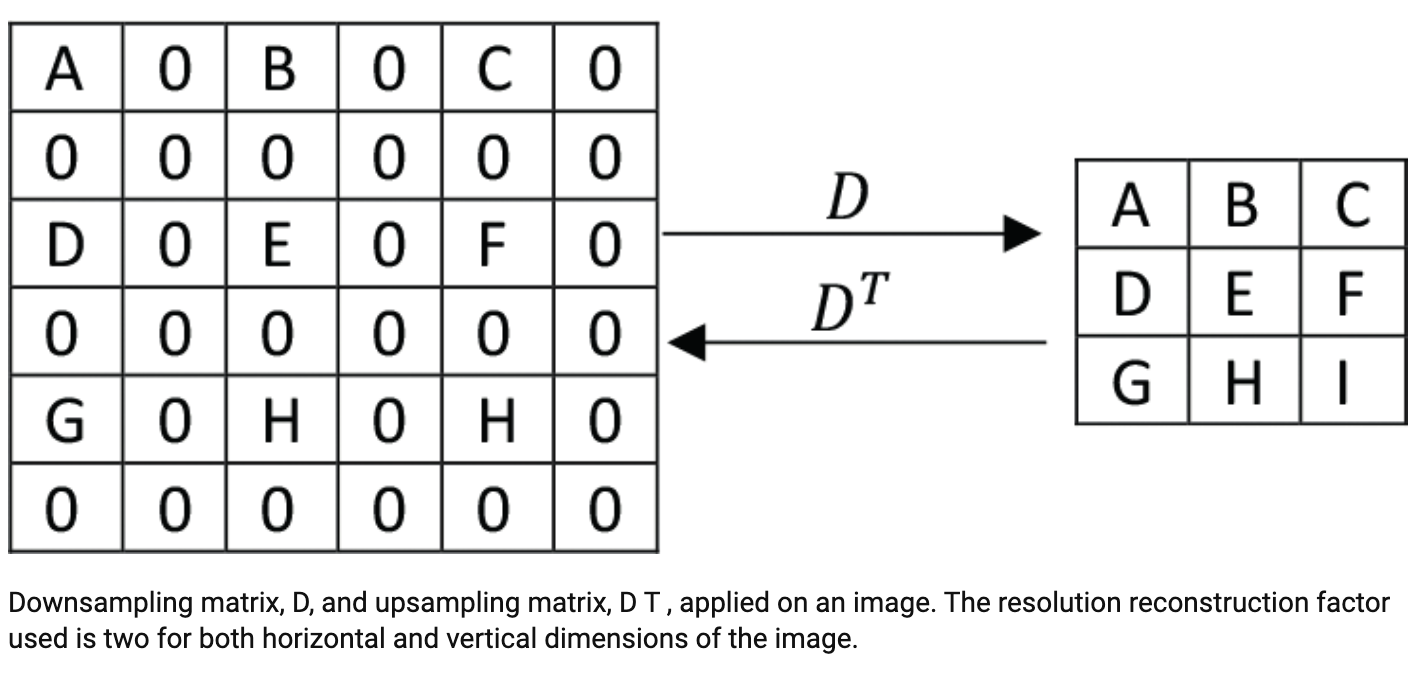 A 0 B 0 C 0
0 0 0 0 0 0
D 0 E 0 F 0
0 0 0 0 0 0
G 0 H 0 H 0
0 0 0 0 0 0
D
D^T
A B C
D E F
G H I
Downsampling matrix, D, and upsampling matrix, D T , applied on an image. The resolution reconstruction factor
used is two for both horizontal and vertical dimensions of the image.